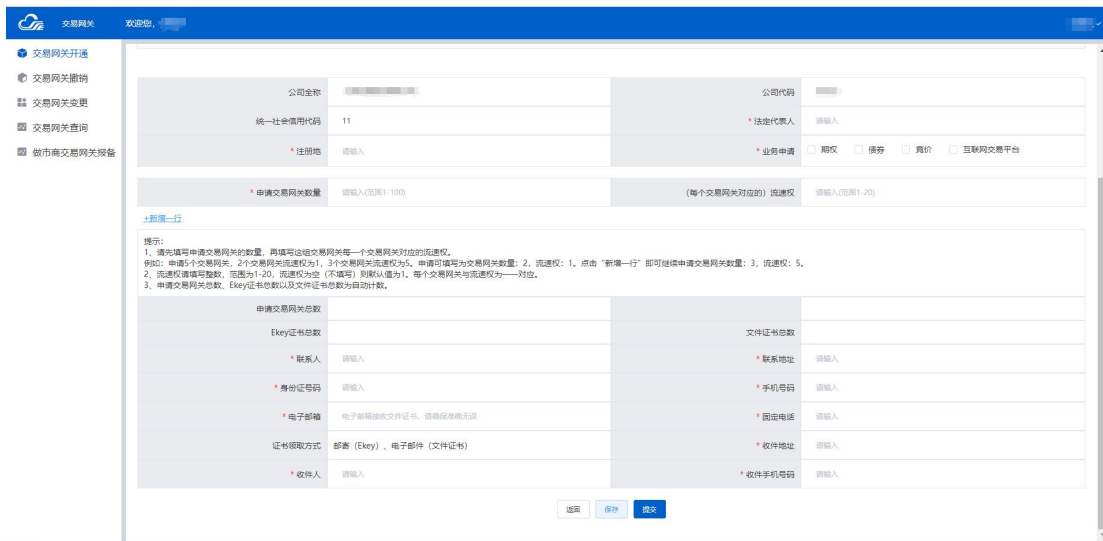 交易网关 欢迎您,
交易网关开通
交易网关撤销
交易网关变更
交易网关查询
做市商交易网关报备
公司全称 公司代码
统一社会信用代码 11 * 法定代表人 请输入
* 注册地 请输入 * 业务申请 期权 债券 竞价 互联网交易平台
* 申请交易网关数量 请输入(范围1-100) (每个交易网关对应的) 流速权 请输入(范围1-20)
+新增一行
提示:
1、请先填写申请交易网关的数量,再填写这组交易网关每一个交易网关对应的流速权。
例如:申请5个交易网关,2个交易网关流速权为1,3个交易网关流速权为5。申请可填写为交易网关数量:2,流速权:1。点击“新增一行”即可继续申请交易网关数量:3,流速权:5。
2、流速权请填写整数,范围为1-20,流速权为空(不填写)则默认值为1。每个交易网关与流速权为一一对应。
3、申请交易网关总数、Ekey证书总数以及文件证书总数为自动计数。
申请交易网关总数
Ekey证书总数 文件证书总数
* 联系人 请输入 * 联系地址 请输入
* 身份证号码 请输入 * 手机号码 请输入
* 电子邮箱 电子邮箱接收文件证书,请确保准确无误 * 固定电话 请输入
证书领取方式 邮寄(Ekey)、电子邮件(文件证书) * 收件地址 请输入
* 收件人 请输入 * 收件手机号码 请输入
返回 保存 提交